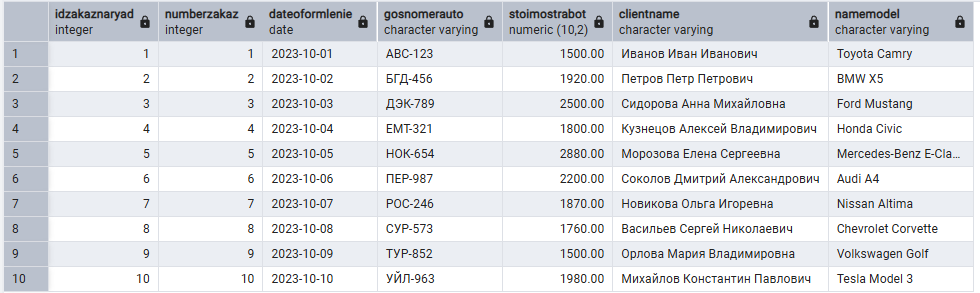 idzakaznaryad numberzakaz dateoformlenie gosnomerauto stoimostrabot clientname namemodel
integer integer date character varying numeric (10,2) character varying character varying
1 1 1 2023-10-01 АВС-123 1500.00 Иванов Иван Иванович Toyota Camry
2 2 2 2023-10-02 БГД-456 1920.00 Петров Петр Петрович BMW X5
3 3 3 2023-10-03 ДЭК-789 2500.00 Сидорова Анна Михайловна Ford Mustang
4 4 4 2023-10-04 ЕМТ-321 1800.00 Кузнецов Алексей Владимирович Honda Civic
5 5 5 2023-10-05 НОК-654 2880.00 Морозова Елена Сергеевна Mercedes-Benz E-Cla...
6 6 6 2023-10-06 ПЕР-987 2200.00 Соколов Дмитрий Александрович Audi A4
7 7 7 2023-10-07 РОС-246 1870.00 Новикова Ольга Игоревна Nissan Altima
8 8 8 2023-10-08 СУР-573 1760.00 Васильев Сергей Николаевич Chevrolet Corvette
9 9 9 2023-10-09 ТУР-852 1500.00 Орлова Мария Владимировна Volkswagen Golf
10 10 10 2023-10-10 УЙЛ-963 1980.00 Михайлов Константин Павлович Tesla Model 3